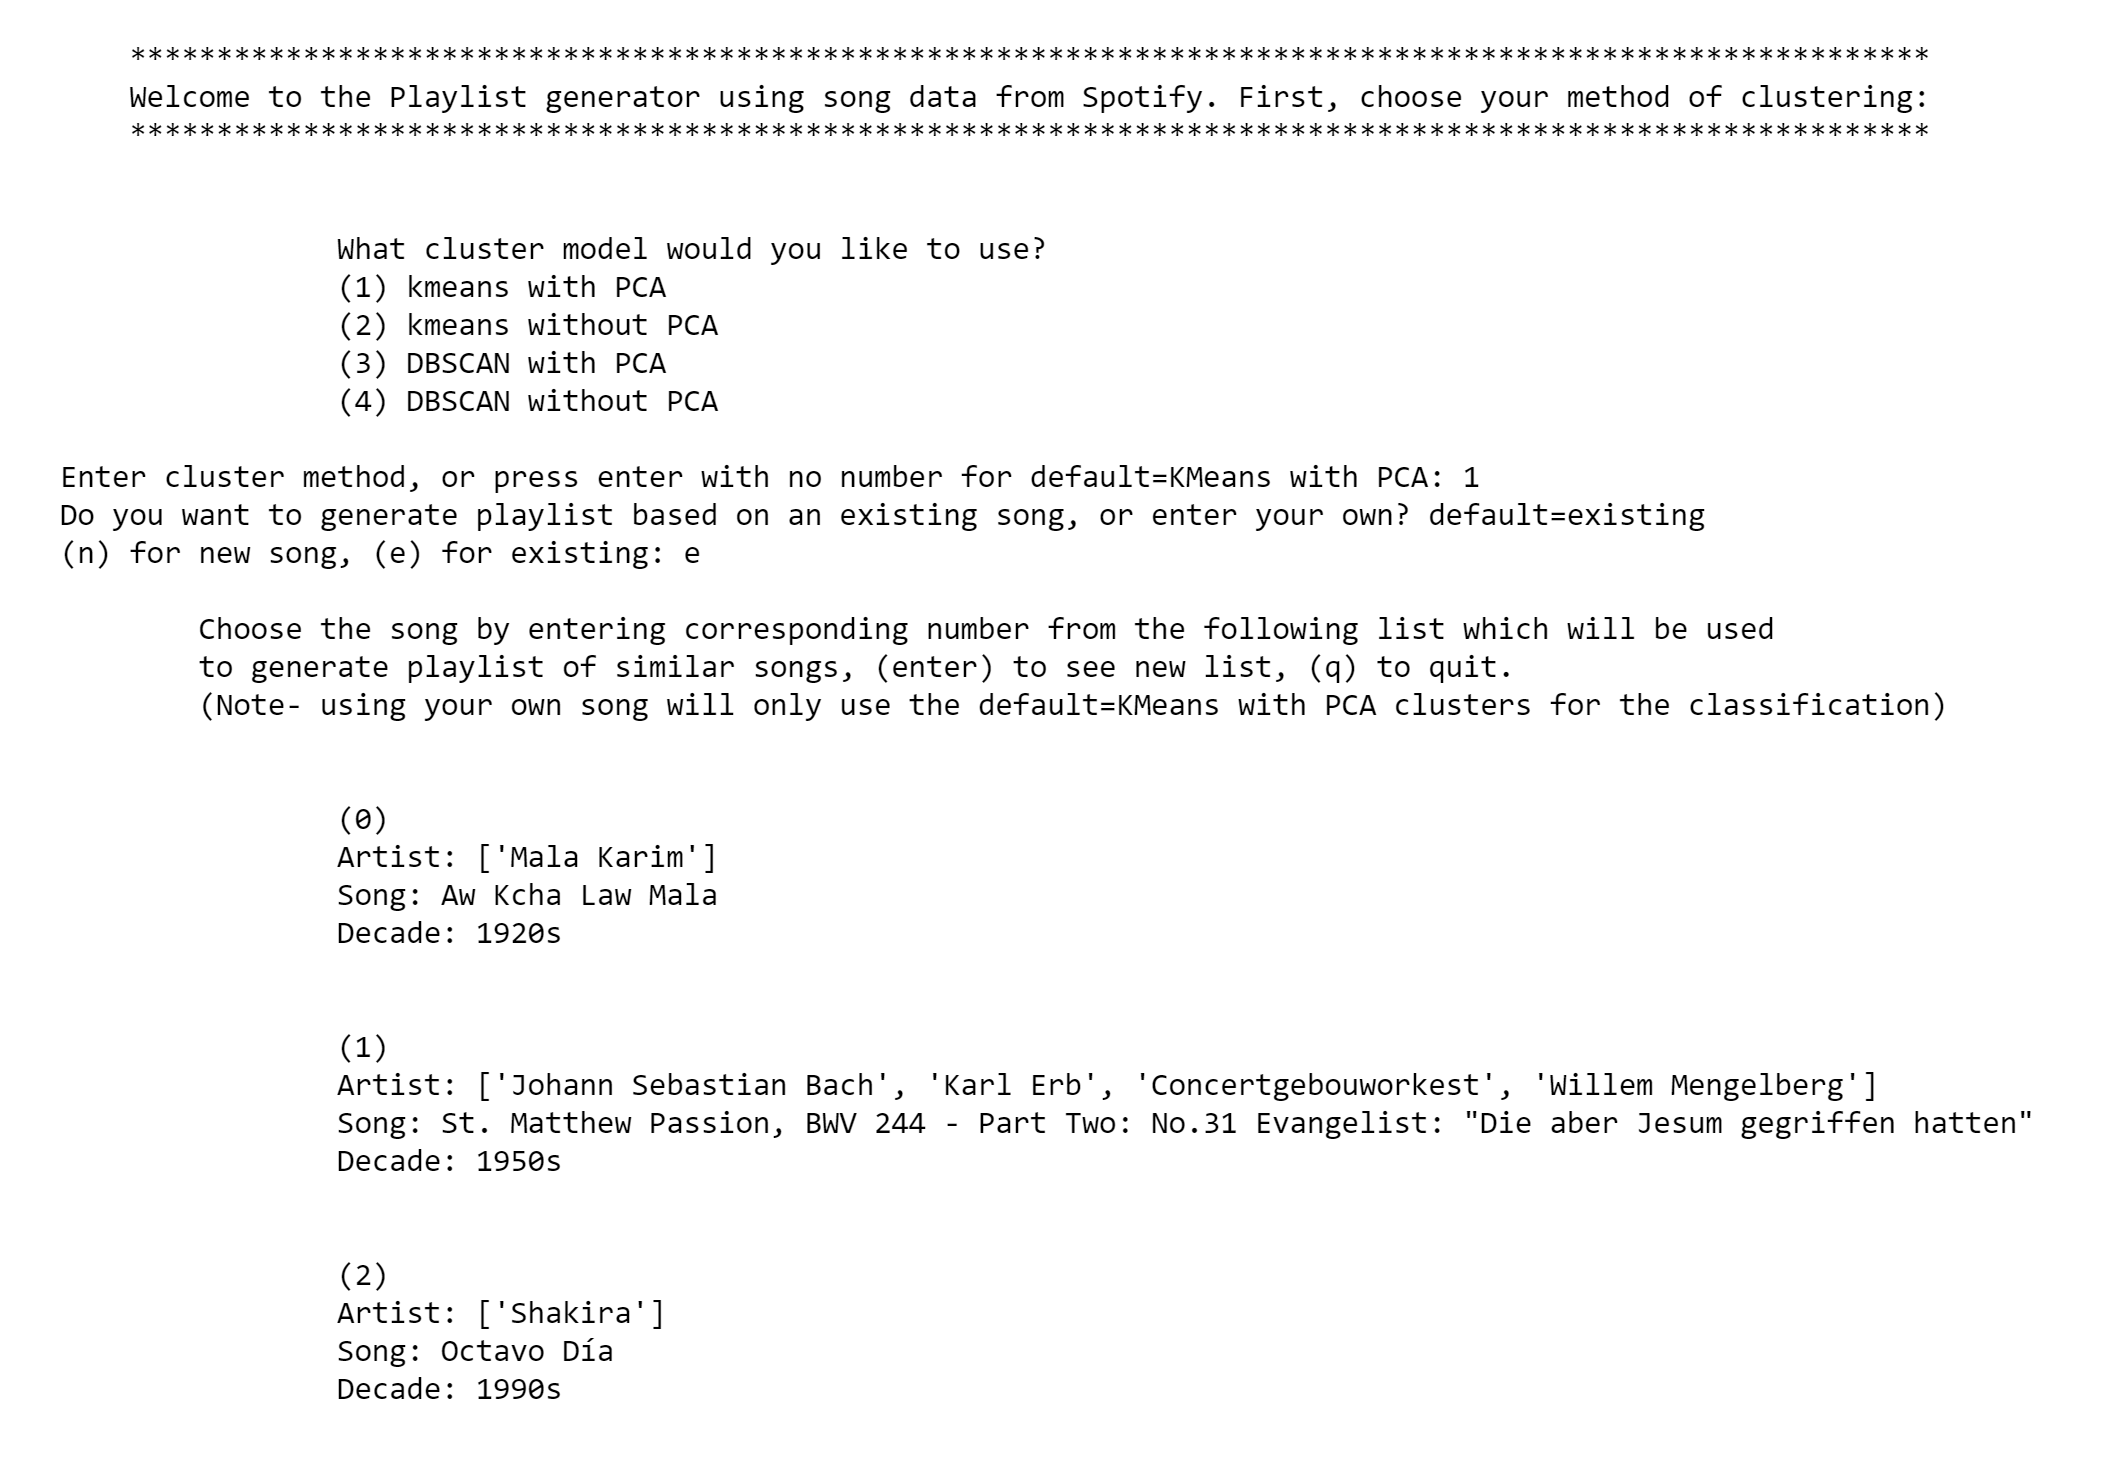 ********************************************************************************************************
Welcome to the Playlist generator using song data from Spotify. First, choose your method of clustering:
********************************************************************************************************
What cluster model would you like to use?
(1) kmeans with PCA
(2) kmeans without PCA
(3) DBSCAN with PCA
(4) DBSCAN without PCA
Enter cluster method, or press enter with no number for default=KMeans with PCA: 1
Do you want to generate playlist based on an existing song, or enter your own? default=existing
(n) for new song, (e) for existing: e
Choose the song by entering corresponding number from the following list which will be used
to generate playlist of similar songs, (enter) to see new list, (q) to quit.
(Note- using your own song will only use the default=KMeans with PCA clusters for the classification)
(0)
Artist: ['Mala Karim']
Song: Aw Kcha Law Mala
Decade: 1920s
(1)
Artist: ['Johann Sebastian Bach', 'Karl Erb', 'Concertgebouworkest', 'Willem Mengelberg']
Song: St. Matthew Passion, BWV 244 - Part Two: No.31 Evangelist: "Die aber Jesum gegriffen hatten"
Decade: 1950s
(2)
Artist: ['Shakira']
Song: Octavo Día
Decade: 1990s